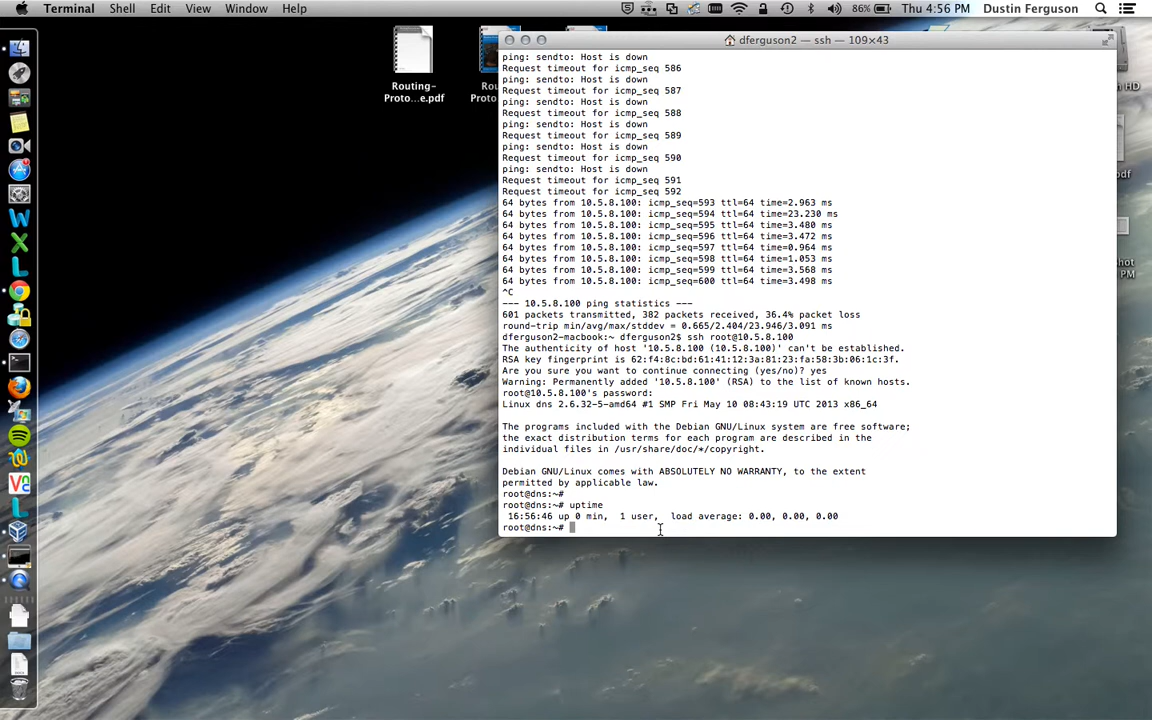 Terminal Shell Edit View Window Help 86% Thu 4:56 PM Dustin Ferguson
dferguson2 — ssh — 109×43
Routing-
Proto...e.pdf
Rou
Proto
n HD
pdf
Shot
PM
ping: sendto: Host is down
Request timeout for icmp_seq 586
ping: sendto: Host is down
Request timeout for icmp_seq 587
ping: sendto: Host is down
Request timeout for icmp_seq 588
ping: sendto: Host is down
Request timeout for icmp_seq 589
ping: sendto: Host is down
Request timeout for icmp_seq 590
ping: sendto: Host is down
Request timeout for icmp_seq 591
Request timeout for icmp_seq 592
64 bytes from 10.5.8.100: icmp_seq=593 ttl=64 time=2.963 ms
64 bytes from 10.5.8.100: icmp_seq=594 ttl=64 time=23.230 ms
64 bytes from 10.5.8.100: icmp_seq=595 ttl=64 time=3.480 ms
64 bytes from 10.5.8.100: icmp_seq=596 ttl=64 time=3.472 ms
64 bytes from 10.5.8.100: icmp_seq=597 ttl=64 time=0.964 ms
64 bytes from 10.5.8.100: icmp_seq=598 ttl=64 time=1.053 ms
64 bytes from 10.5.8.100: icmp_seq=599 ttl=64 time=3.568 ms
64 bytes from 10.5.8.100: icmp_seq=600 ttl=64 time=3.498 ms
^C
--- 10.5.8.100 ping statistics ---
601 packets transmitted, 382 packets received, 36.4% packet loss
round-trip min/avg/max/stddev = 0.665/2.404/23.946/3.091 ms
dferguson2-macbook:~ dferguson2$ ssh root@10.5.8.100
The authenticity of host '10.5.8.100 (10.5.8.100)' can't be established.
RSA key fingerprint is 62:f4:8c:bd:61:41:12:3a:81:23:fa:58:3b:06:1c:3f.
Are you sure you want to continue connecting (yes/no)? yes
Warning: Permanently added '10.5.8.100' (RSA) to the list of known hosts.
root@10.5.8.100's password:
Linux dns 2.6.32-5-amd64 #1 SMP Fri May 10 08:43:19 UTC 2013 x86_64
The programs included with the Debian GNU/Linux system are free software;
the exact distribution terms for each program are described in the
individual files in /usr/share/doc/*/copyright.
Debian GNU/Linux comes with ABSOLUTELY NO WARRANTY, to the extent
permitted by applicable law.
root@dns:~#
root@dns:~# uptime
16:56:46 up 0 min, 1 user, load average: 0.00, 0.00, 0.00
root@dns:~#